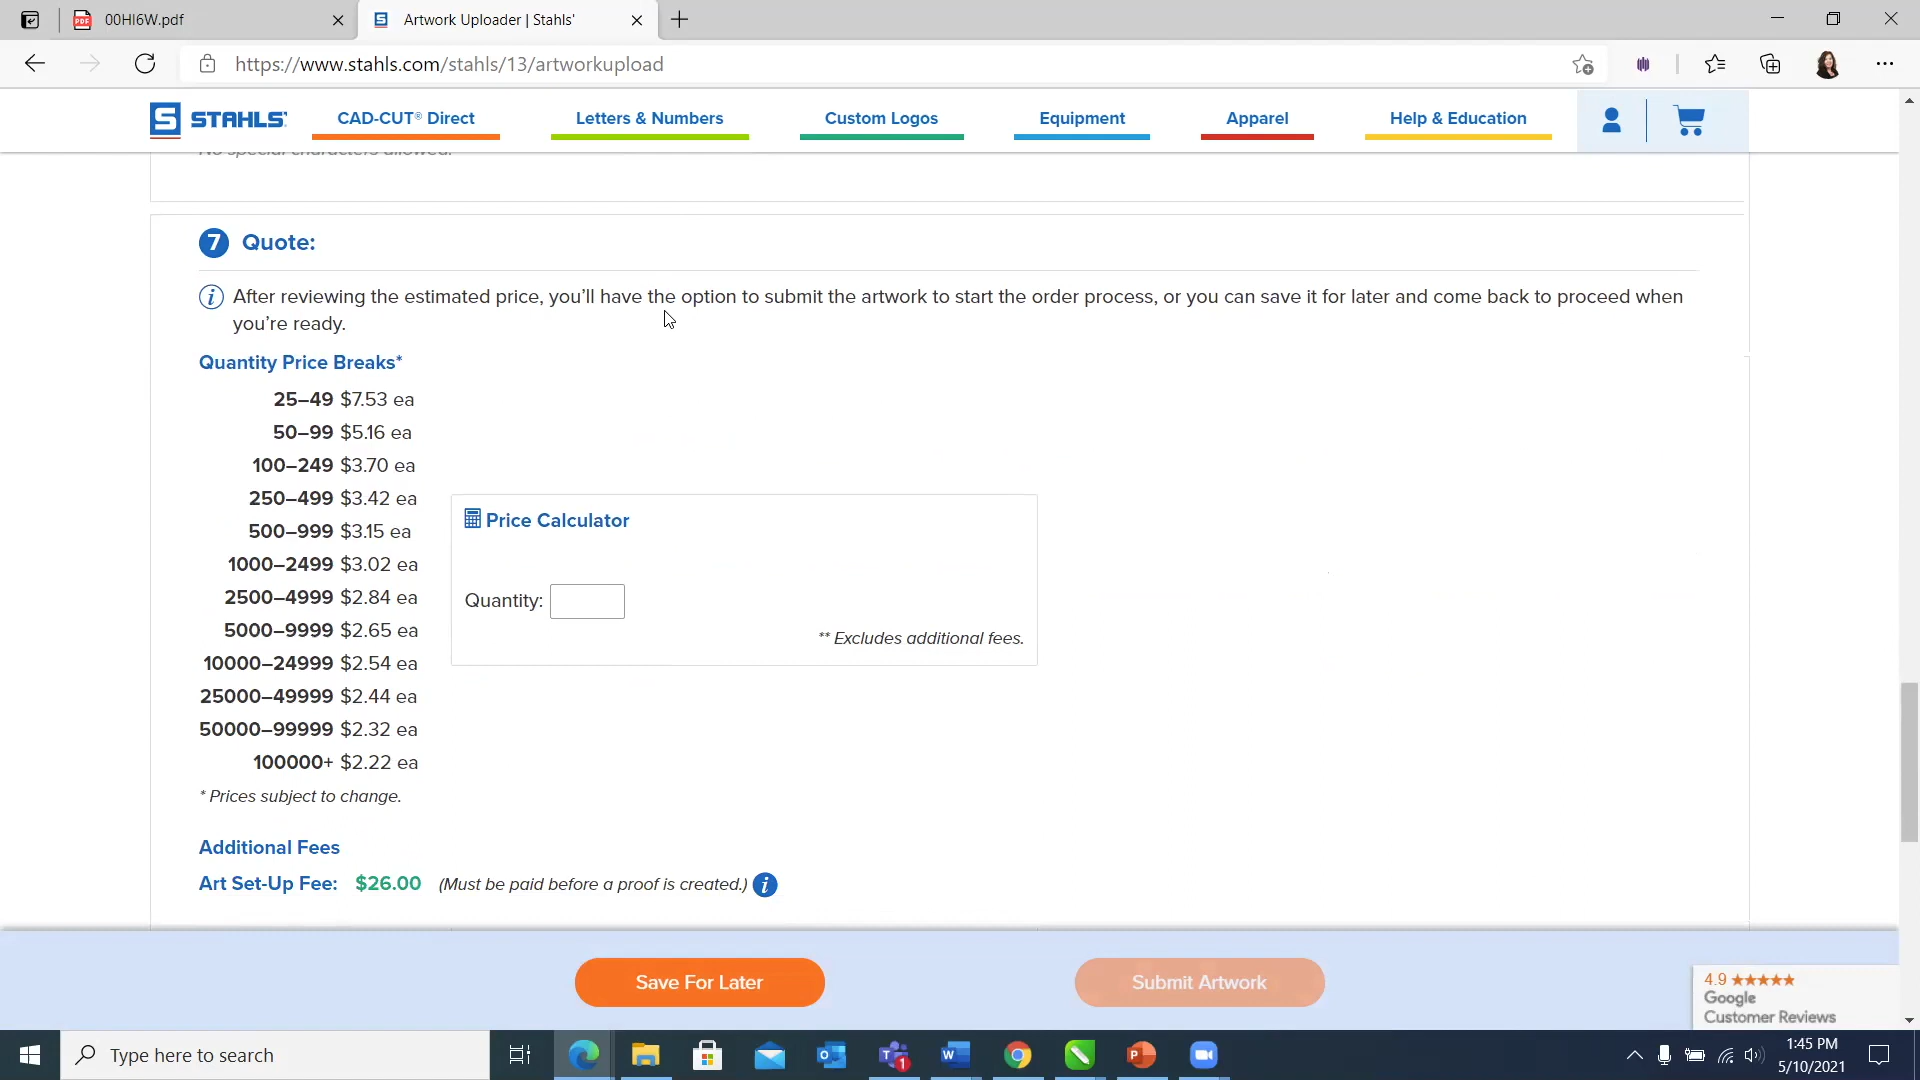 00HI6W.pdf
Artwork Uploader | Stahls'
https://www.stahls.com/stahls/13/artworkupload
S STAHLS'
CAD-CUT® Direct
Letters & Numbers
Custom Logos
Equipment
Apparel
Help & Education
No special characters allowed.
7 Quote:
i After reviewing the estimated price, you'll have the option to submit the artwork to start the order process, or you can save it for later and come back to proceed when
you're ready.
Quantity Price Breaks*
25–49 $7.53 ea
50–99 $5.16 ea
100–249 $3.70 ea
250–499 $3.42 ea
500–999 $3.15 ea
1000–2499 $3.02 ea
2500–4999 $2.84 ea
5000–9999 $2.65 ea
10000–24999 $2.54 ea
25000–49999 $2.44 ea
50000–99999 $2.32 ea
100000+ $2.22 ea
* Prices subject to change.
Price Calculator
Quantity:
** Excludes additional fees.
Additional Fees
Art Set-Up Fee: $26.00 (Must be paid before a proof is created.) i
Save For Later
Submit Artwork
4.9 ★★★★★
Google
Customer Reviews
Type here to search
1:45 PM
5/10/2021